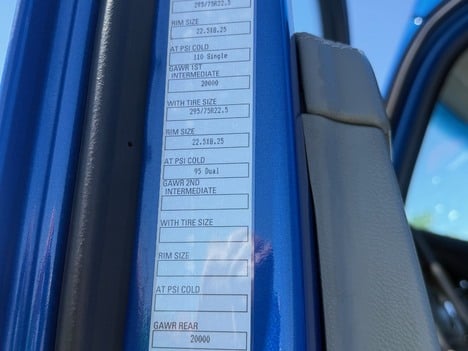 295/75R22.5
RIM SIZE
22.5X8.25
AT PSI COLD
110 Single
GAWR 1ST
INTERMEDIATE
20000
WITH TIRE SIZE
295/75R22.5
RIM SIZE
22.5X8.25
AT PSI COLD
95 Dual
GAWR 2ND
INTERMEDIATE
WITH TIRE SIZE
RIM SIZE
AT PSI COLD
GAWR REAR
20000